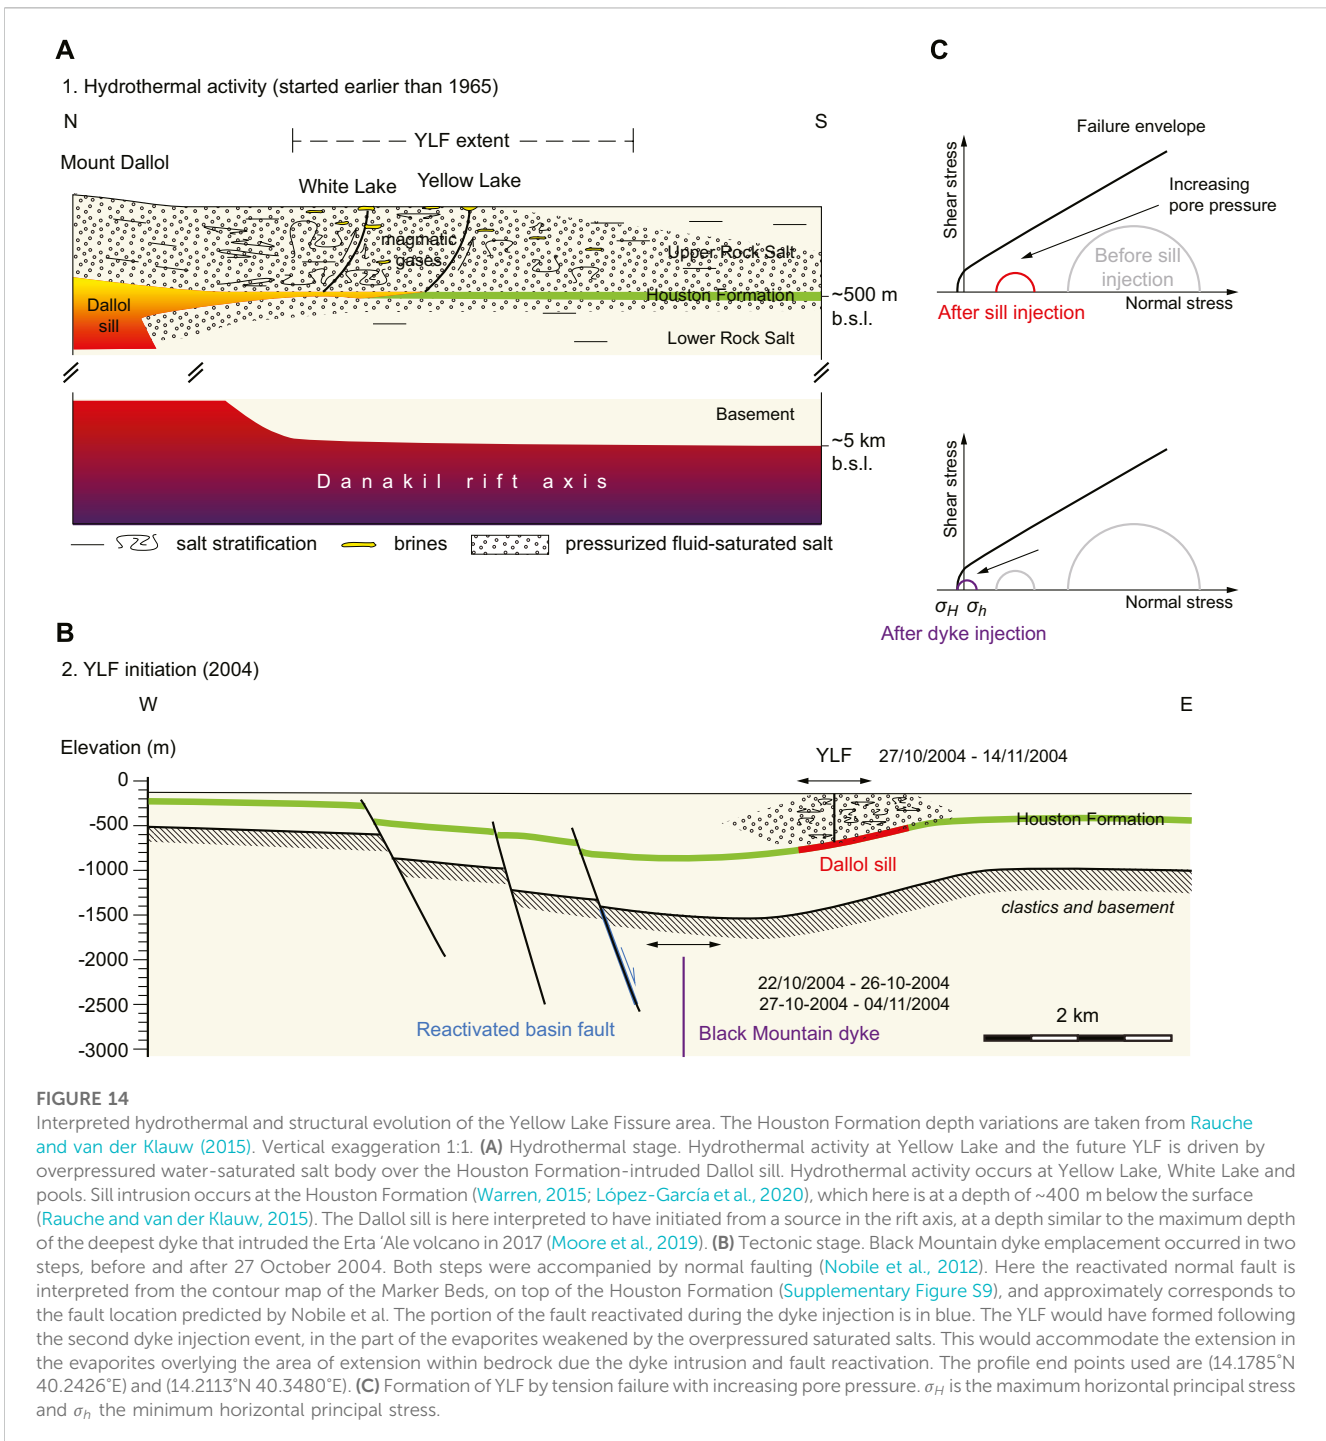 A
1. Hydrothermal activity (started earlier than 1965)
N
S
YLF extent
Mount Dallol
White Lake
Yellow Lake
magmatic
gases
Upper Rock Salt
Dallol
sill
Houston Formation
~500 m
b.s.l.
Lower Rock Salt
Basement
~5 km
b.s.l.
Danakil rift axis
salt stratification
brines
pressurized fluid-saturated salt
C
Shear stress
Failure envelope
Increasing
pore pressure
Before sill
injection
After sill injection
Normal stress
Shear stress
σH σh
Normal stress
After dyke injection
B
2. YLF initiation (2004)
W
E
Elevation (m)
YLF 27/10/2004 - 14/11/2004
0
-500
-1000
-1500
-2000
-2500
-3000
Houston Formation
Dallol sill
clastics and basement
22/10/2004 - 26-10-2004
27-10-2004 - 04/11/2004
Reactivated basin fault
Black Mountain dyke
2 km
FIGURE 14
Interpreted hydrothermal and structural evolution of the Yellow Lake Fissure area. The Houston Formation depth variations are taken from Rauche
and van der Klauw (2015). Vertical exaggeration 1:1. (A) Hydrothermal stage. Hydrothermal activity at Yellow Lake and the future YLF is driven by
overpressured water-saturated salt body over the Houston Formation-intruded Dallol sill. Hydrothermal activity occurs at Yellow Lake, White Lake and
pools. Sill intrusion occurs at the Houston Formation (Warren, 2015; López-García et al., 2020), which here is at a depth of ~400 m below the surface
(Rauche and van der Klauw, 2015). The Dallol sill is here interpreted to have initiated from a source in the rift axis, at a depth similar to the maximum depth
of the deepest dyke that intruded the Erta ‘Ale volcano in 2017 (Moore et al., 2019). (B) Tectonic stage. Black Mountain dyke emplacement occurred in two
steps, before and after 27 October 2004. Both steps were accompanied by normal faulting (Nobile et al., 2012). Here the reactivated normal fault is
interpreted from the contour map of the Marker Beds, on top of the Houston Formation (Supplementary Figure S9), and approximately corresponds to
the fault location predicted by Nobile et al. The portion of the fault reactivated during the dyke injection is in blue. The YLF would have formed following
the second dyke injection event, in the part of the evaporites weakened by the overpressured saturated salts. This would accommodate the extension in
the evaporites overlying the area of extension within bedrock due the dyke intrusion and fault reactivation. The profile end points used are (14.1785°N
40.2426°E) and (14.2113°N 40.3480°E). (C) Formation of YLF by tension failure with increasing pore pressure. σH is the maximum horizontal principal stress
and σh the minimum horizontal principal stress.